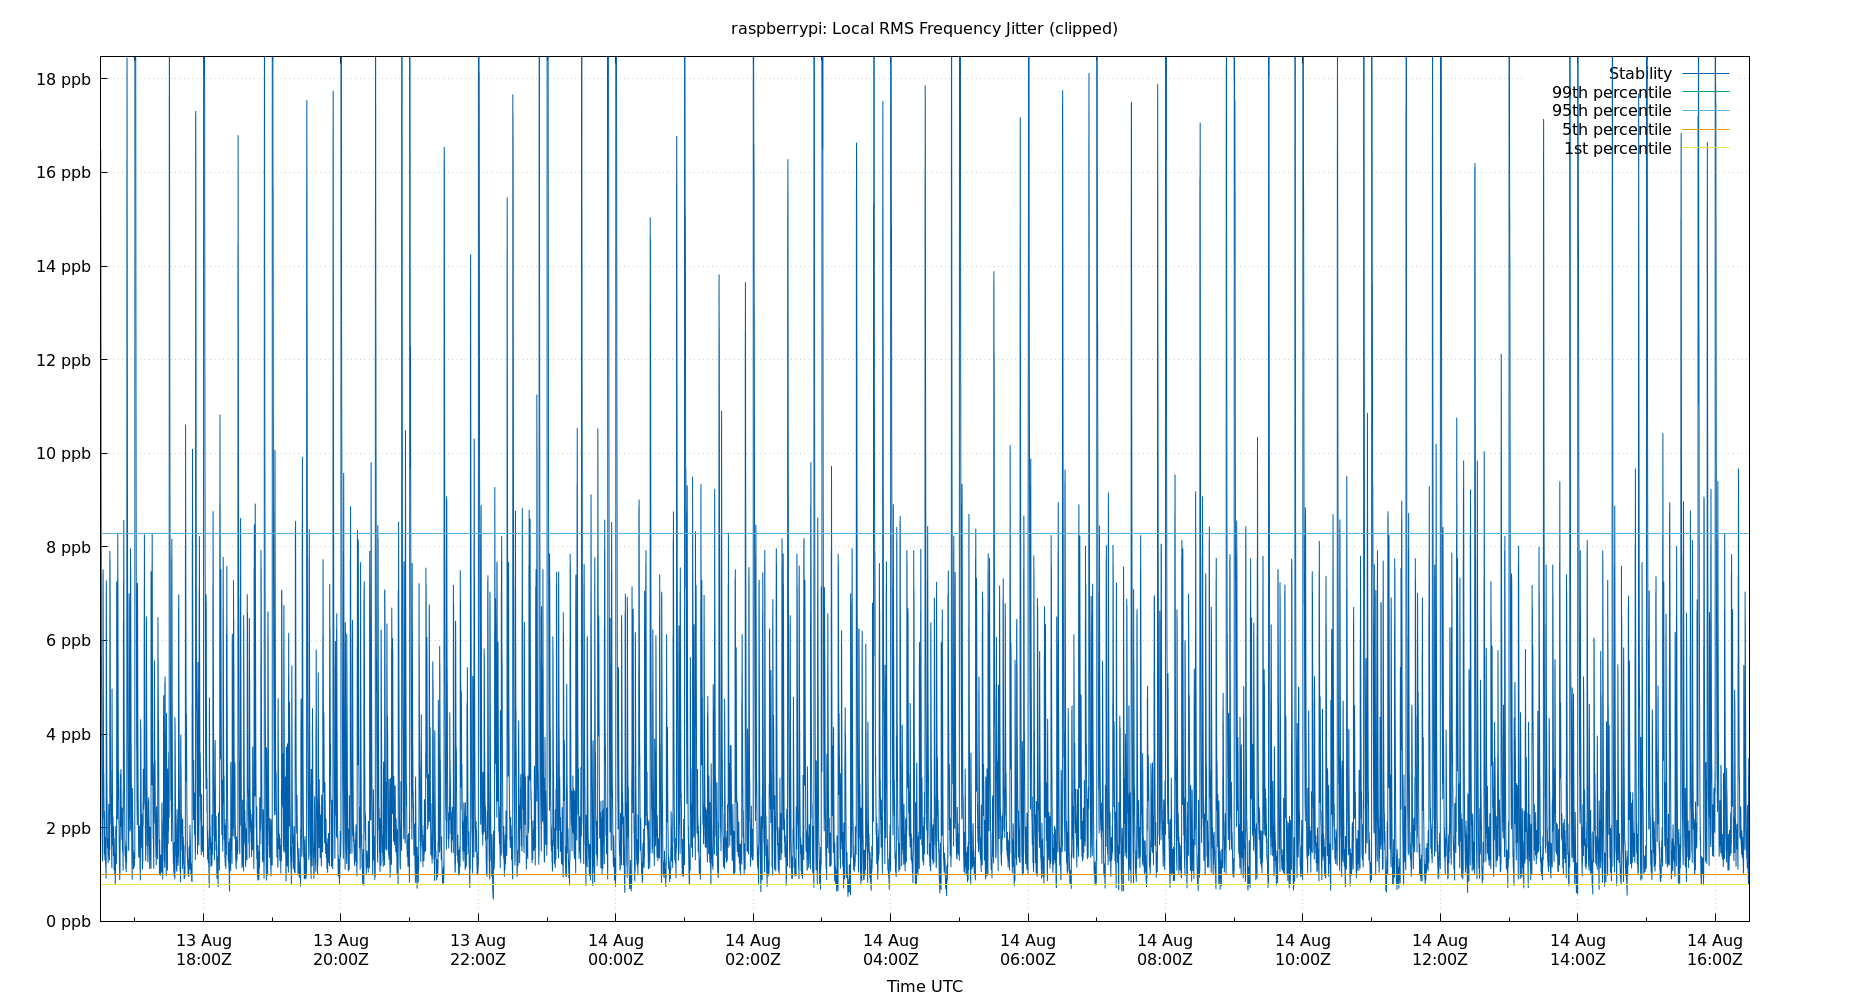 raspberrypi: Local RMS Frequency Jitter (clipped)
18 ppb
16 ppb
14 ppb
12 ppb
10 ppb
8 ppb
6 ppb
4 ppb
2 ppb
0 ppb
Stability
99th percentile
95th percentile
5th percentile
1st percentile
13 Aug 13 Aug 13 Aug 14 Aug 14 Aug 14 Aug 14 Aug 14 Aug 14 Aug 14 Aug 14 Aug 14 Aug
18:00Z 20:00Z 22:00Z 00:00Z 02:00Z 04:00Z 06:00Z 08:00Z 10:00Z 12:00Z 14:00Z 16:00Z
Time UTC